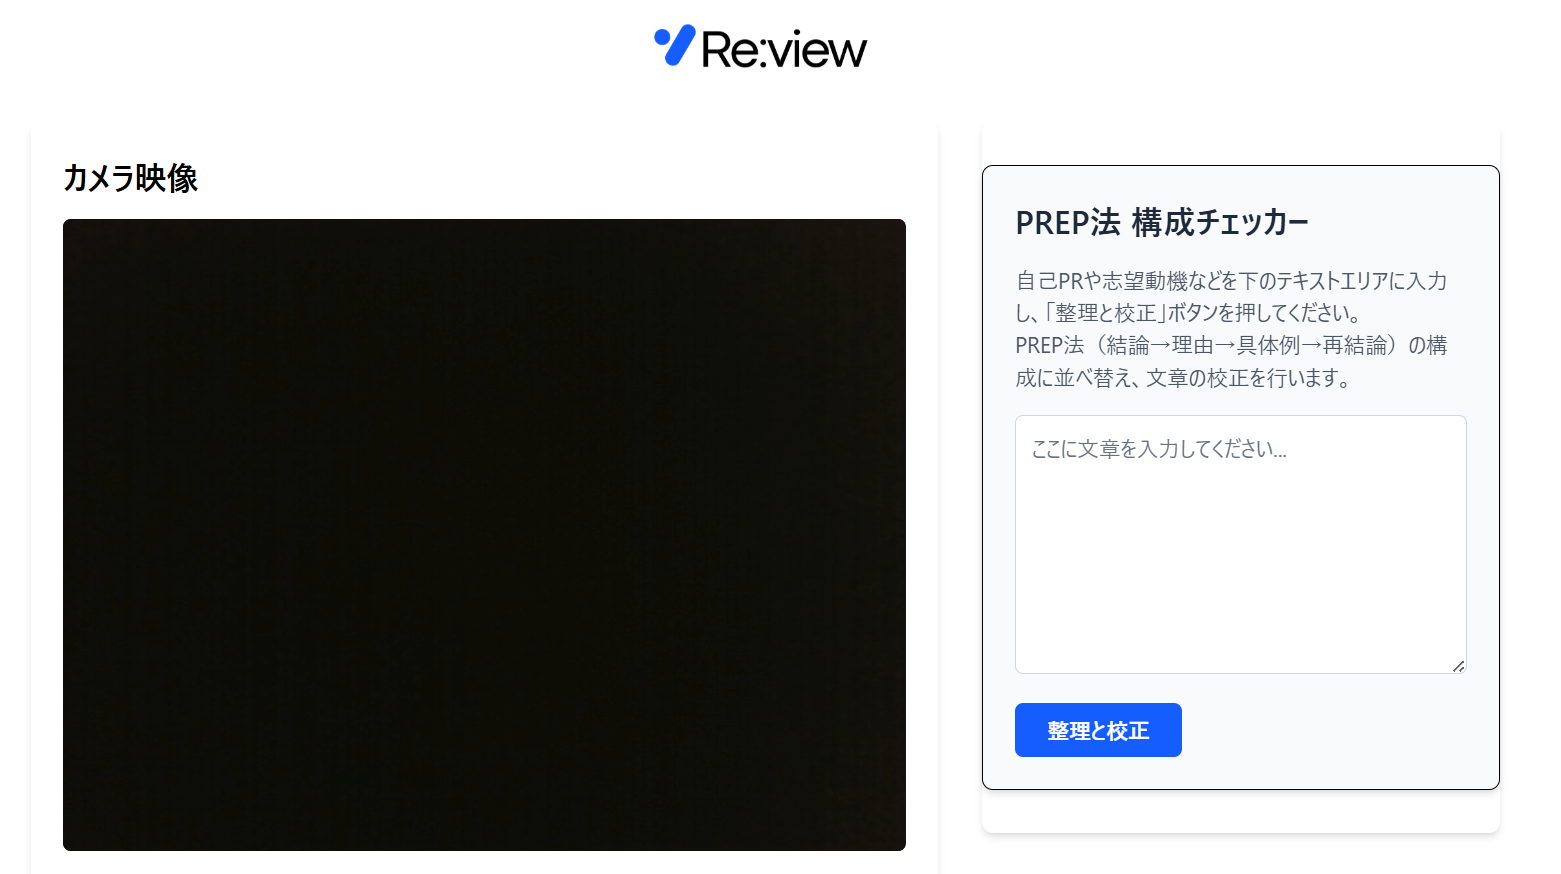 Re:view
カメラ映像
PREP法 構成チェッカー
自己PRや志望動機などを下のテキストエリアに入力
し、「整理と校正」ボタンを押してください。
PREP法（結論→理由→具体例→再結論）の構
成に並べ替え、文章の校正を行います。
ここに文章を入力してください...
整理と校正